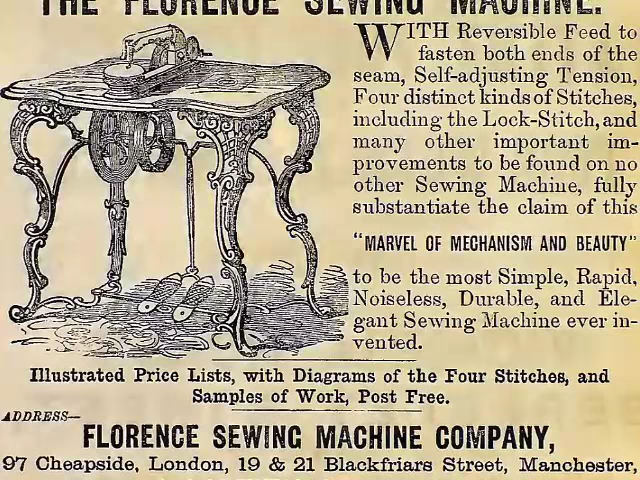 THE FLORENCE SEWING MACHINE.
WITH Reversible Feed to
fasten both ends of the
seam, Self-adjusting Tension,
Four distinct kinds of Stitches,
including the Lock-Stitch, and
many other important im-
provements to be found on no
other Sewing Machine, fully
substantiate the claim of this
"MARVEL OF MECHANISM AND BEAUTY"
to be the most Simple, Rapid,
Noiseless, Durable, and Ele-
gant Sewing Machine ever in-
vented.
Illustrated Price Lists, with Diagrams of the Four Stitches, and
Samples of Work, Post Free.
ADDRESS—
FLORENCE SEWING MACHINE COMPANY,
97 Cheapside, London, 19 & 21 Blackfriars Street, Manchester,